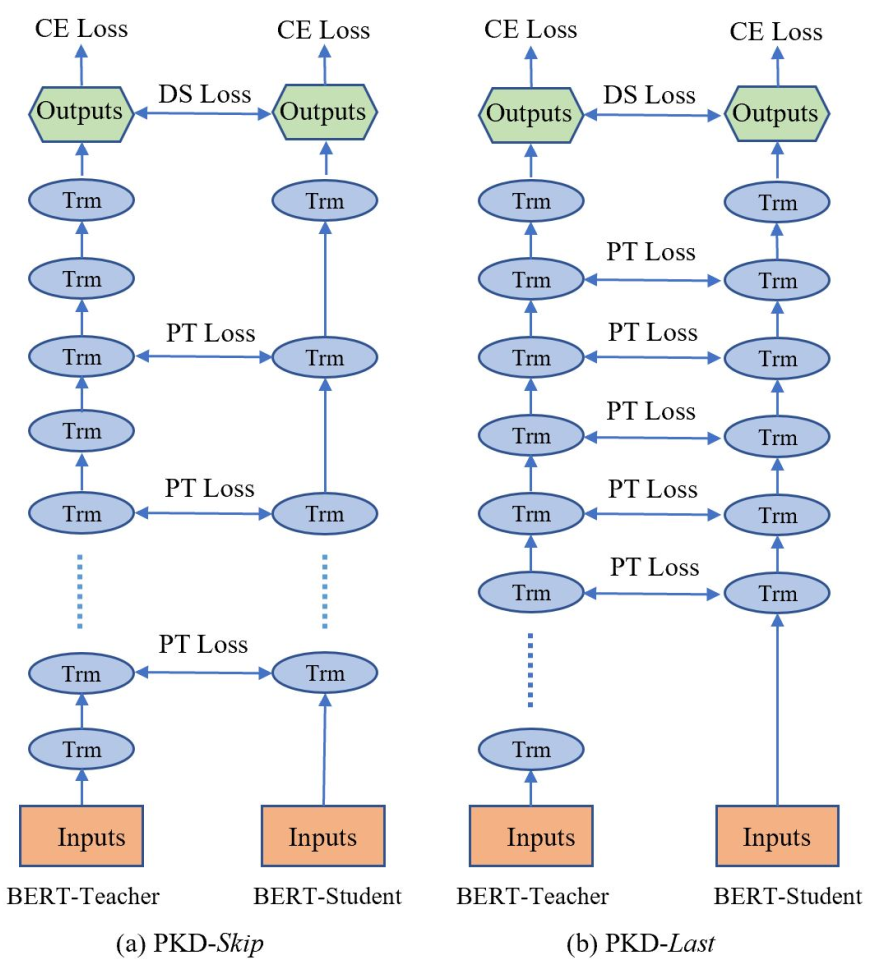 CE Loss
CE Loss
DS Loss
Outputs
Outputs
Trm
Trm
Trm
PT Loss
Trm
Trm
Trm
PT Loss
Trm
Trm
PT Loss
Trm
Trm
Trm
Inputs
Inputs
BERT-Teacher
BERT-Student
(a) PKD-Skip
CE Loss
CE Loss
DS Loss
Outputs
Outputs
Trm
Trm
PT Loss
Trm
Trm
PT Loss
Trm
Trm
PT Loss
Trm
Trm
PT Loss
Trm
Trm
PT Loss
Trm
Trm
Trm
Inputs
Inputs
BERT-Teacher
BERT-Student
(b) PKD-Last